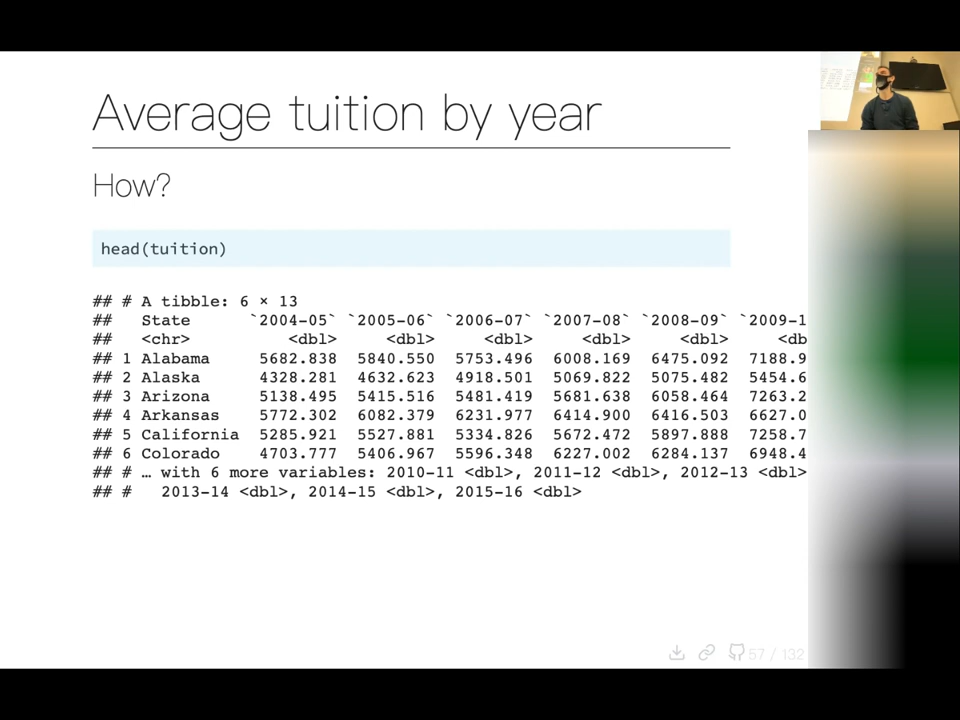 Average tuition by year
How?
head(tuition)
## # A tibble: 6 × 13
## State `2004-05` `2005-06` `2006-07` `2007-08` `2008-09` `2009-1
## <chr> <dbl> <dbl> <dbl> <dbl> <dbl> <db
## 1 Alabama 5682.838 5840.550 5753.496 6008.169 6475.092 7188.9
## 2 Alaska 4328.281 4632.623 4918.501 5069.822 5075.482 5454.6
## 3 Arizona 5138.495 5415.516 5481.419 5681.638 6058.464 7263.2
## 4 Arkansas 5772.302 6082.379 6231.977 6414.900 6416.503 6627.0
## 5 California 5285.921 5527.881 5334.826 5672.472 5897.888 7258.7
## 6 Colorado 4703.777 5406.967 5596.348 6227.002 6284.137 6948.4
## # … with 6 more variables: 2010-11 <dbl>, 2011-12 <dbl>, 2012-13 <dbl>
## # 2013-14 <dbl>, 2014-15 <dbl>, 2015-16 <dbl>
57 / 132